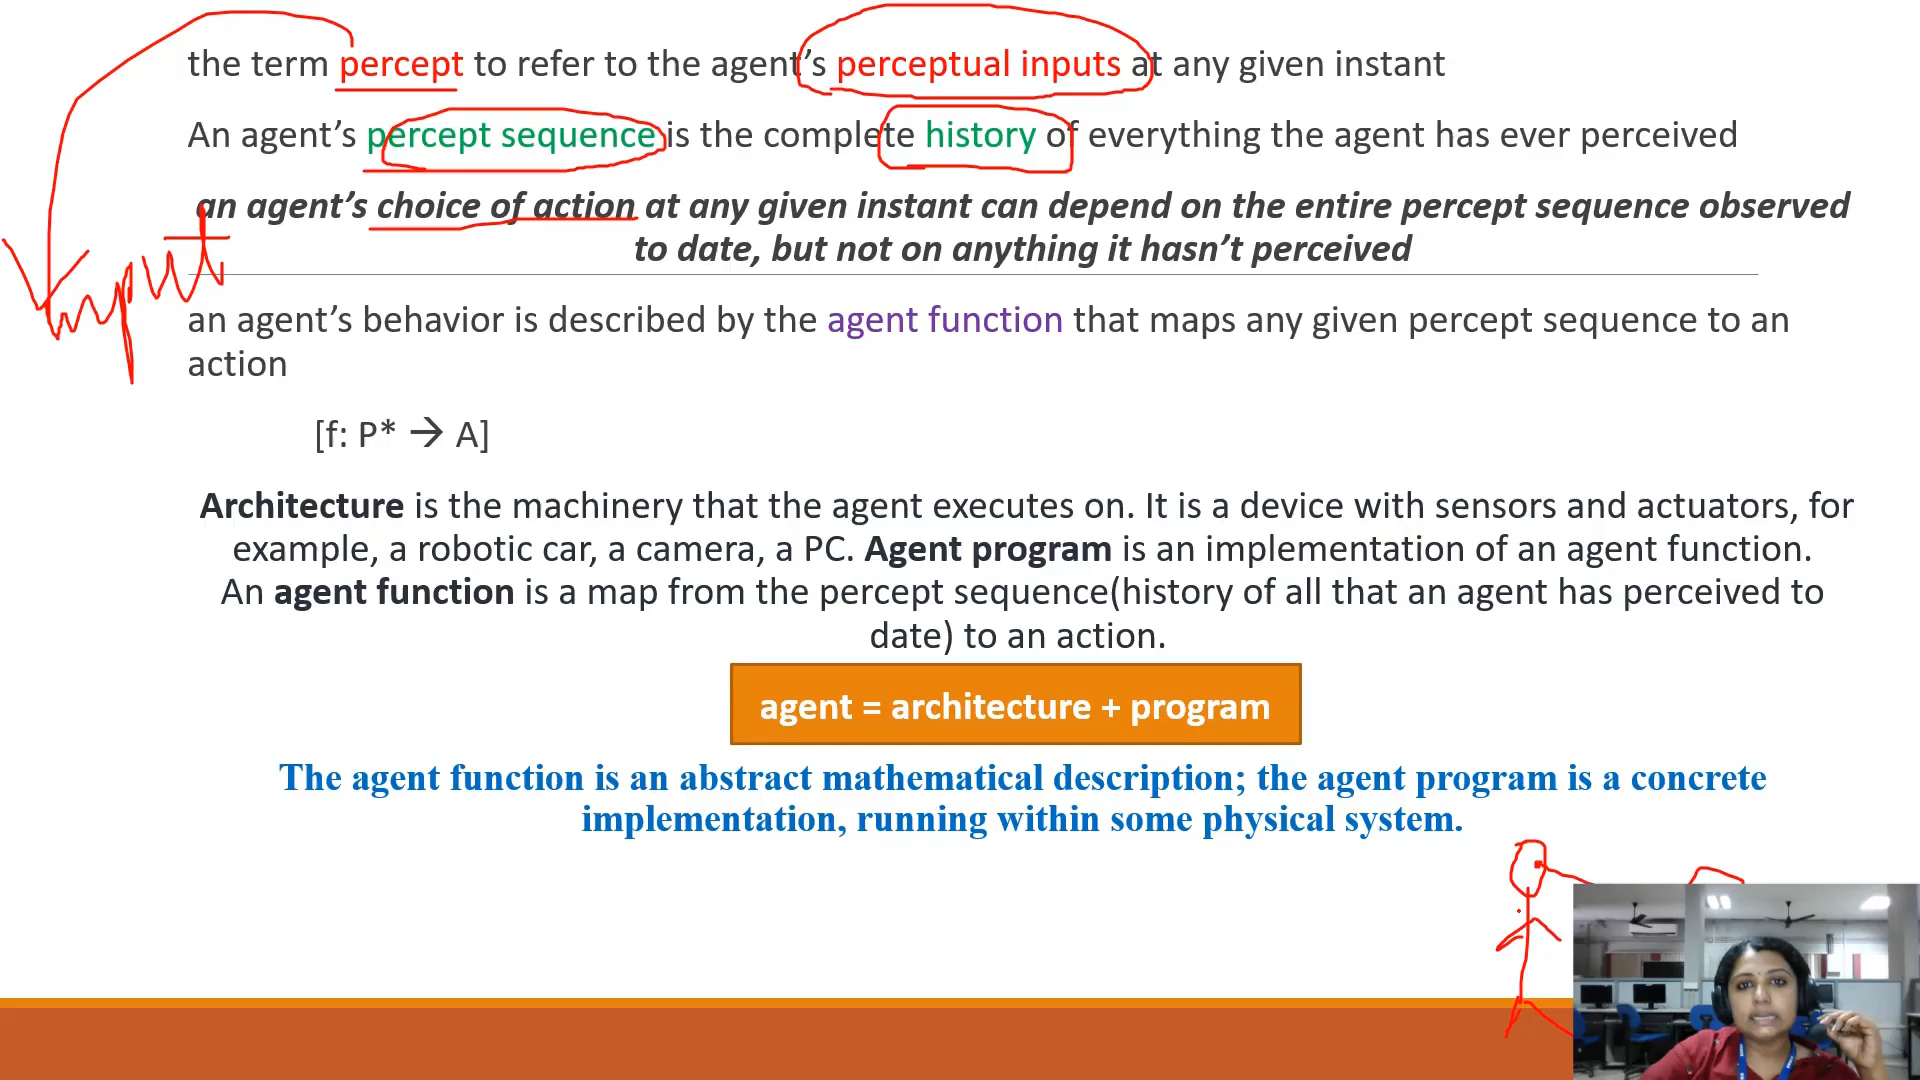 the term percept to refer to the agent’s perceptual inputs at any given instant
An agent’s percept sequence is the complete history of everything the agent has ever perceived
an agent’s choice of action at any given instant can depend on the entire percept sequence observed
to date, but not on anything it hasn’t perceived
Input
an agent’s behavior is described by the agent function that maps any given percept sequence to an
action
[f: P* → A]
Architecture is the machinery that the agent executes on. It is a device with sensors and actuators, for
example, a robotic car, a camera, a PC. Agent program is an implementation of an agent function.
An agent function is a map from the percept sequence(history of all that an agent has perceived to
date) to an action.
agent = architecture + program
The agent function is an abstract mathematical description; the agent program is a concrete
implementation, running within some physical system.